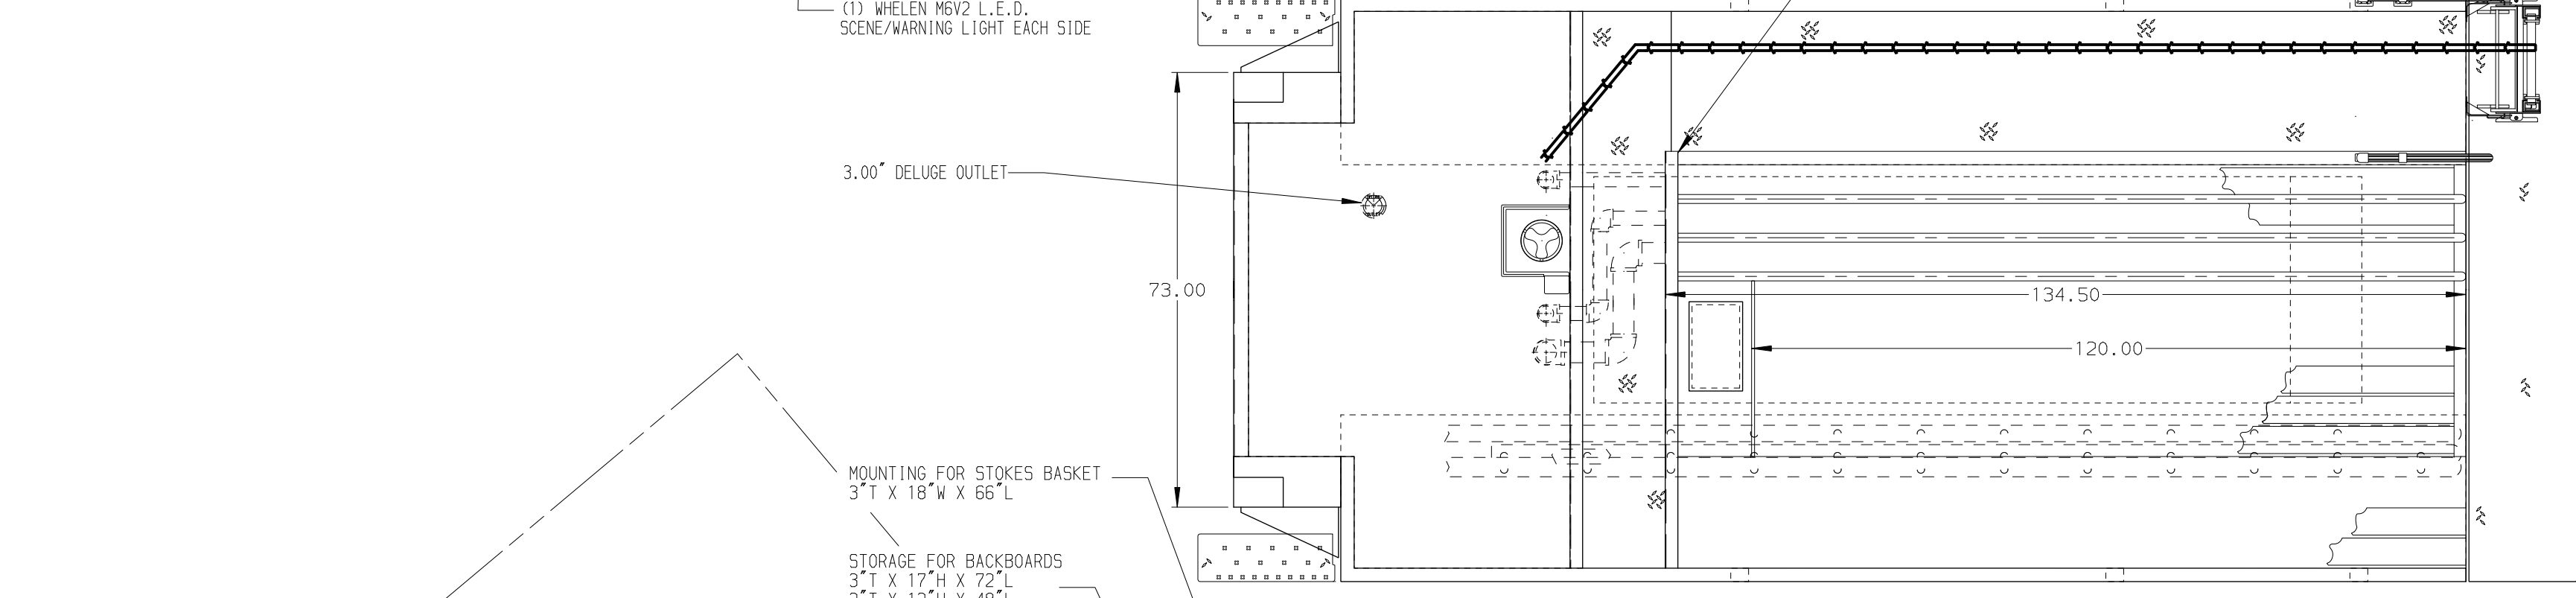 (1) WHELEN M6V2 L.E.D.
SCENE/WARNING LIGHT EACH SIDE
3.00" DELUGE OUTLET
73.00
134.50
120.00
MOUNTING FOR STOKES BASKET
3"T X 18"W X 66"L
STORAGE FOR BACKBOARDS
3"T X 17"H X 72"L